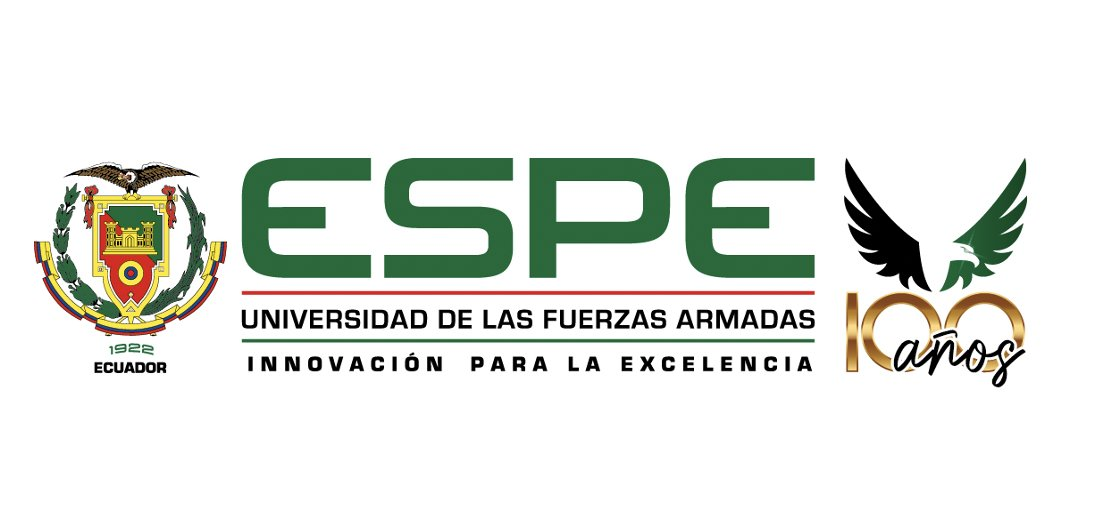 1922
ECUADOR
ESPE
UNIVERSIDAD DE LAS FUERZAS ARMADAS
INNOVACIÓN PARA LA EXCELENCIA
100
años